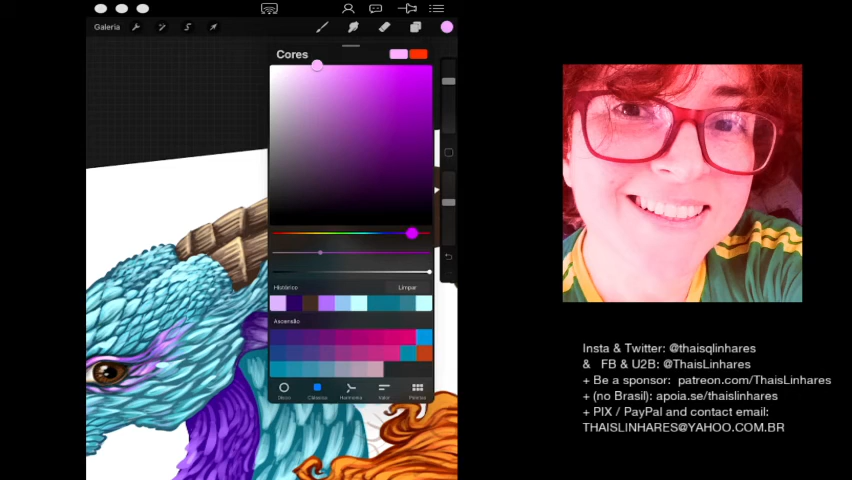 Galeria
Cores
Histórico
Limpar
Ascensão
Disco
Clássicos
Harmonia
Valor
Paletas
Insta & Twitter: @thaisqlinhares
& FB & U2B: @ThaisLinhares
+ Be a sponsor: patreon.com/ThaisLinhares
+ (no Brasil): apoia.se/thaislinhares
+ PIX / PayPal and contact email:
THAISLINHARES@YAHOO.COM.BR